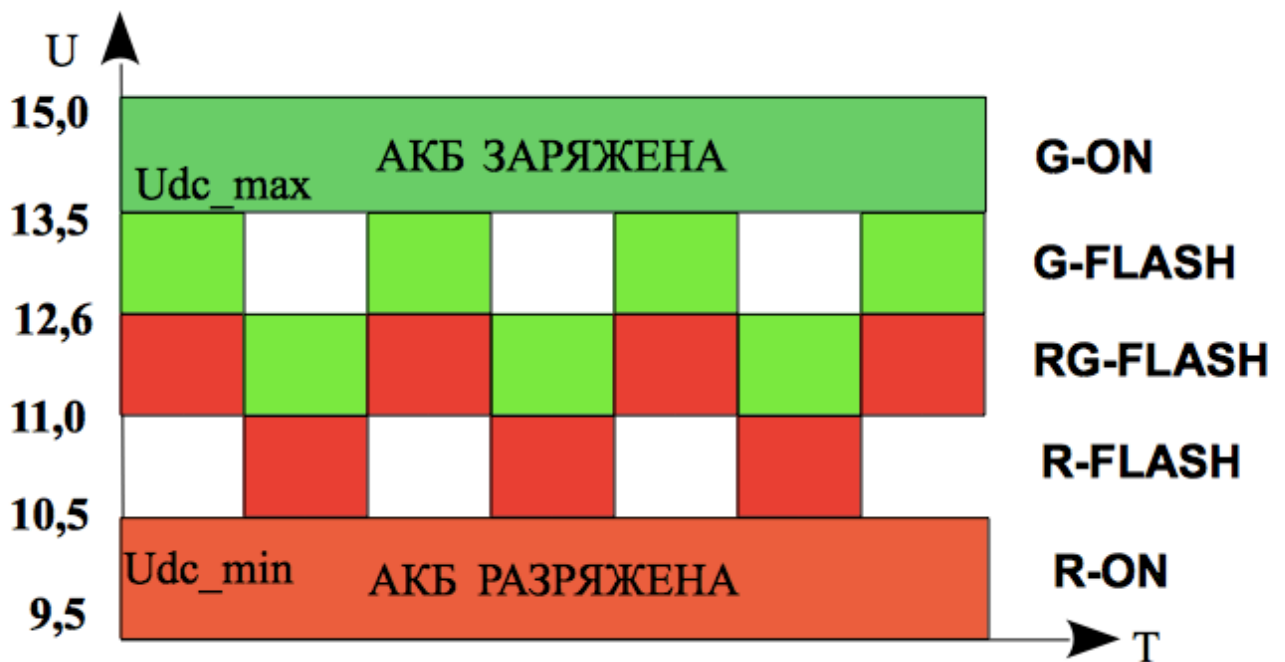 U
15,0
АКБ ЗАРЯЖЕНА
G-ON
Udc_max
13,5
G-FLASH
12,6
RG-FLASH
11,0
R-FLASH
10,5
Udc_min
АКБ РАЗРЯЖЕНА
R-ON
9,5
T